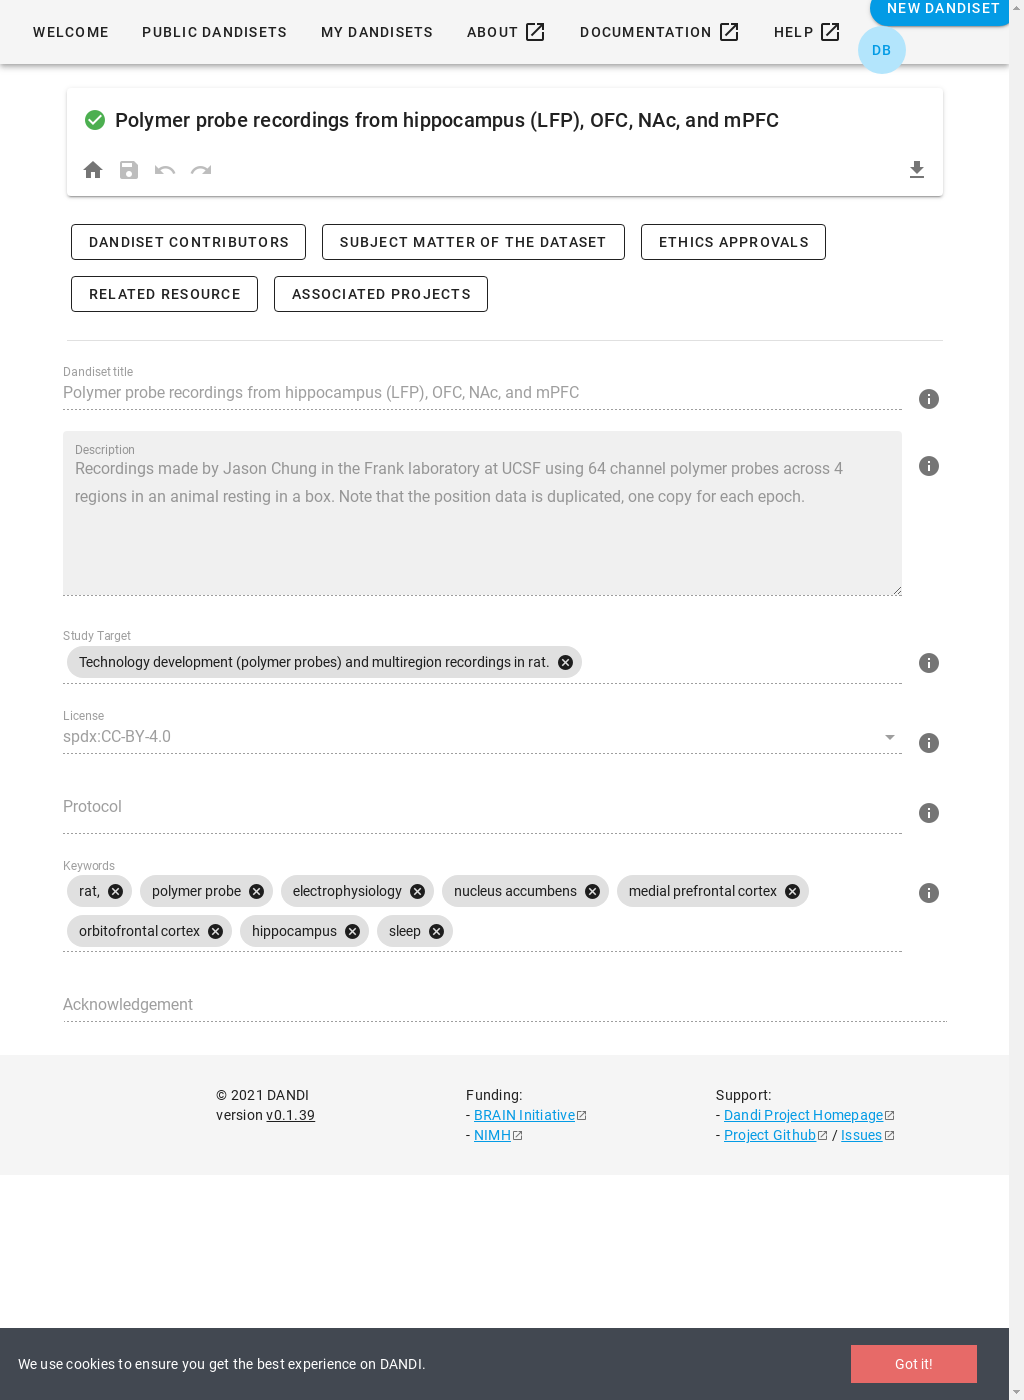 WELCOME PUBLIC DANDISETS MY DANDISETS ABOUT DOCUMENTATION HELP NEW DANDISET
DB
Polymer probe recordings from hippocampus (LFP), OFC, NAc, and mPFC
DANDISET CONTRIBUTORS SUBJECT MATTER OF THE DATASET ETHICS APPROVALS
RELATED RESOURCE ASSOCIATED PROJECTS
Dandiset title
Polymer probe recordings from hippocampus (LFP), OFC, NAc, and mPFC
Description
Recordings made by Jason Chung in the Frank laboratory at UCSF using 64 channel polymer probes across 4
regions in an animal resting in a box. Note that the position data is duplicated, one copy for each epoch.
Study Target
Technology development (polymer probes) and multiregion recordings in rat.
License
spdx:CC-BY-4.0
Protocol
Keywords
rat, polymer probe electrophysiology nucleus accumbens medial prefrontal cortex
orbitofrontal cortex hippocampus sleep
Acknowledgement
© 2021 DANDI
version v0.1.39
Funding:
- BRAIN Initiative
- NIMH
Support:
- Dandi Project Homepage
- Project Github / Issues
We use cookies to ensure you get the best experience on DANDI.
Got it!